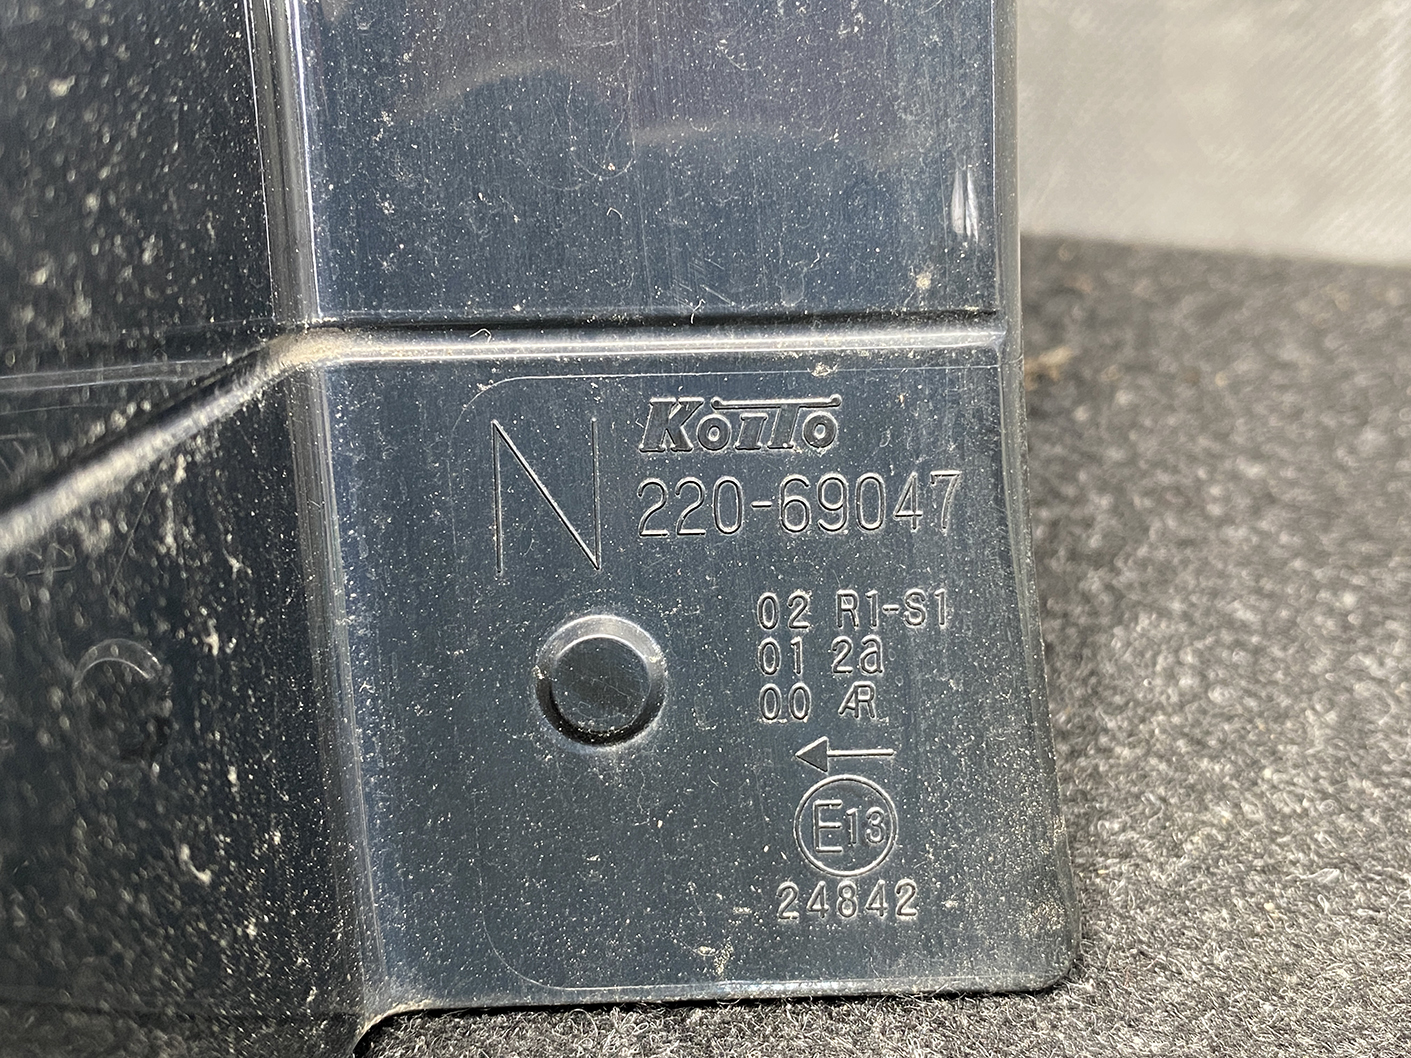 KoiTo
N
220-69047
02 R1-S1
01 2a
00 AR
E13
24842